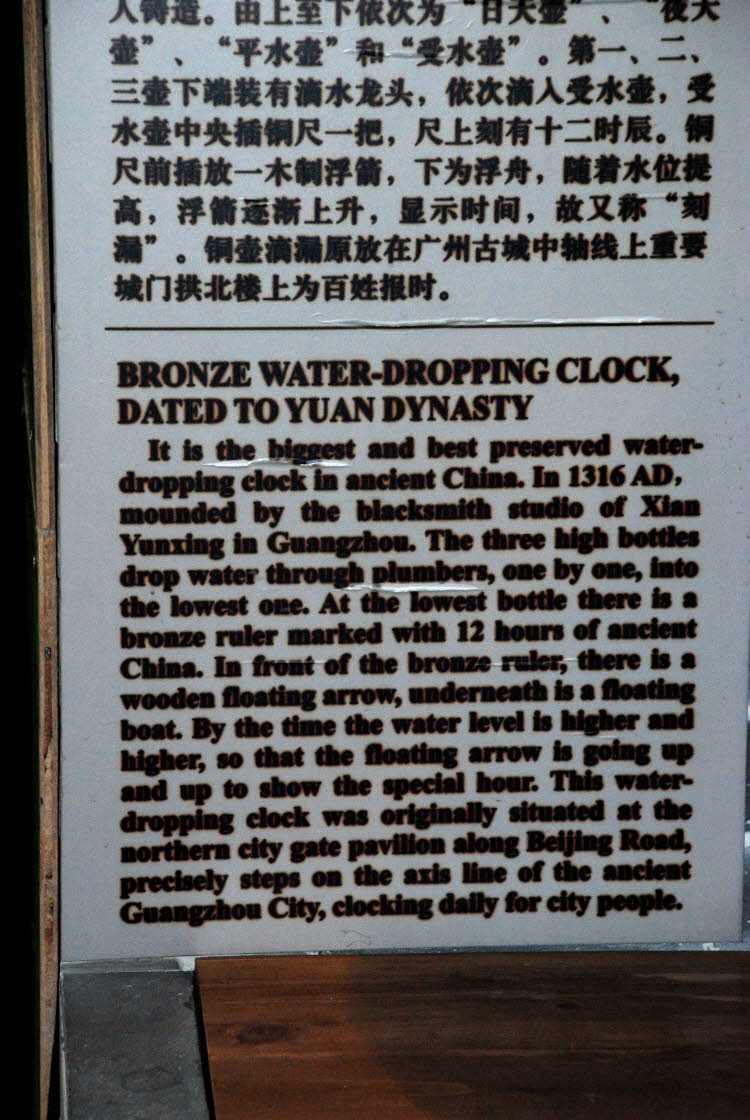 人铸造。由上至下依次为“日天壶”、“夜天
壶”、“平水壶”和“受水壶”。第一、二、
三壶下端装有滴水龙头，依次滴入受水壶，受
水壶中央插铜尺一把，尺上刻有十二时辰。铜
尺前插放一木制浮箭，下为浮舟，随着水位提
高，浮箭逐渐上升，显示时间，故又称“刻
漏”。铜壶滴漏原放在广州古城中轴线上重要
城门拱北楼上为百姓报时。
BRONZE WATER-DROPPING CLOCK,
DATED TO YUAN DYNASTY
It is the biggest and best preserved water-
dropping clock in ancient China. In 1316 AD,
mounded by the blacksmith studio of Xian
Yunxing in Guangzhou. The three high bottles
drop water through plumbers, one by one, into
the lowest one. At the lowest bottle there is a
bronze ruler marked with 12 hours of ancient
China. In front of the bronze ruler, there is a
wooden floating arrow, underneath is a floating
boat. By the time the water level is higher and
higher, so that the floating arrow is going up
and up to show the special hour. This water-
dropping clock was originally situated at the
northern city gate pavilion along Beijing Road,
precisely steps on the axis line of the ancient
Guangzhou City, clocking daily for city people.